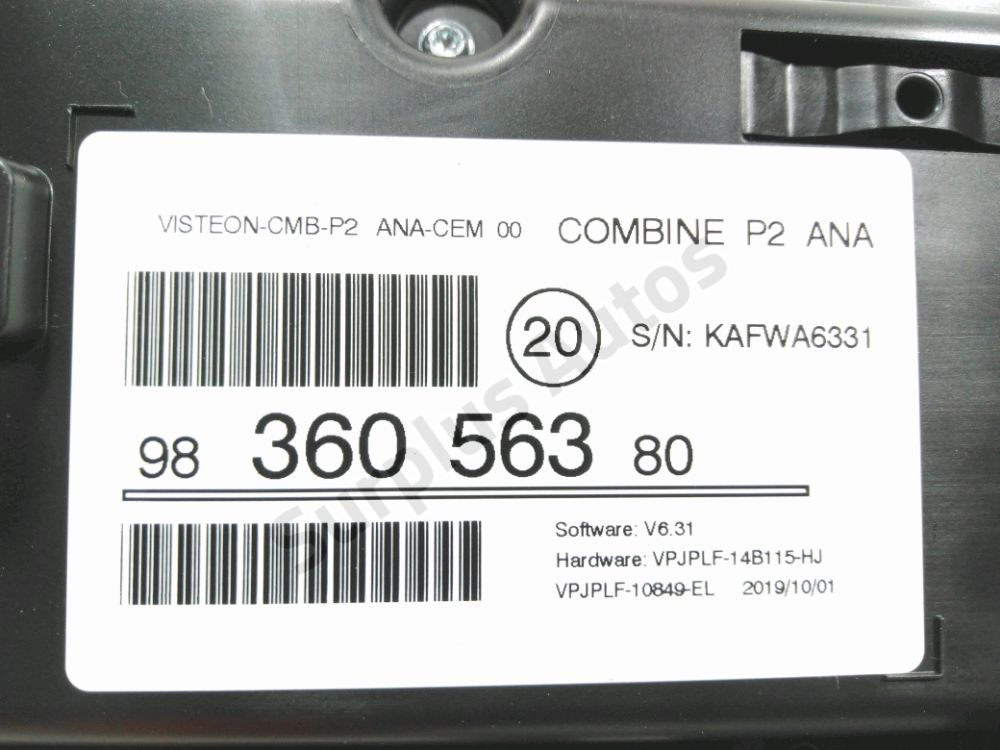 VISTEON-CMB-P2 ANA-CEM 00 COMBINE P2 ANA
20 S/N: KAFWA6331
98 360 563 80
Software: V6.31
Hardware: VPJPLF-14B115-HJ
VPJPLF-10849-EL 2019/10/01
Surplus Autos